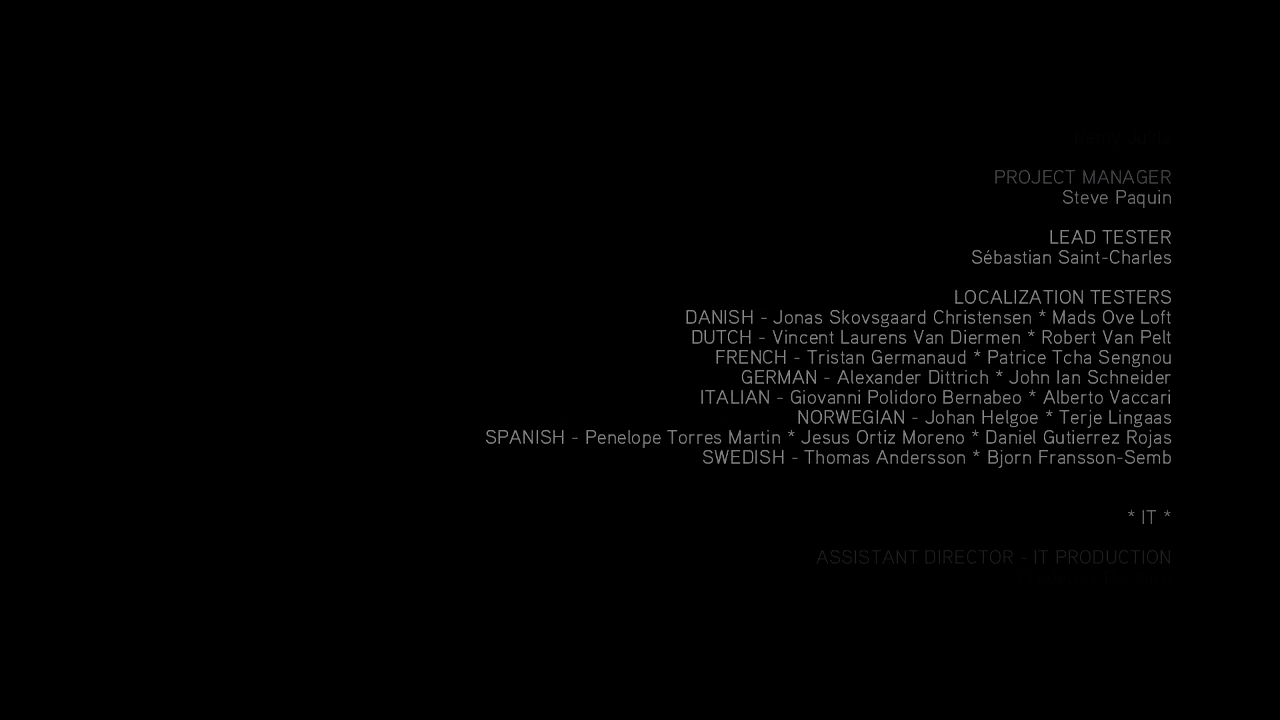 PROJECT MANAGER
Steve Paquin
LEAD TESTER
Sébastian Saint-Charles
LOCALIZATION TESTERS
DANISH - Jonas Skovsgaard Christensen * Mads Ove Loft
DUTCH - Vincent Laurens Van Diermen * Robert Van Pelt
FRENCH - Tristan Germanaud * Patrice Tcha Sengnou
GERMAN - Alexander Dittrich * John Ian Schneider
ITALIAN - Giovanni Polidoro Bernabeo * Alberto Vaccari
NORWEGIAN - Johan Helgoe * Terje Lingaas
SPANISH - Penelope Torres Martin * Jesus Ortiz Moreno * Daniel Gutierrez Rojas
SWEDISH - Thomas Andersson * Bjorn Fransson-Semb
* IT *
ASSISTANT DIRECTOR - IT PRODUCTION